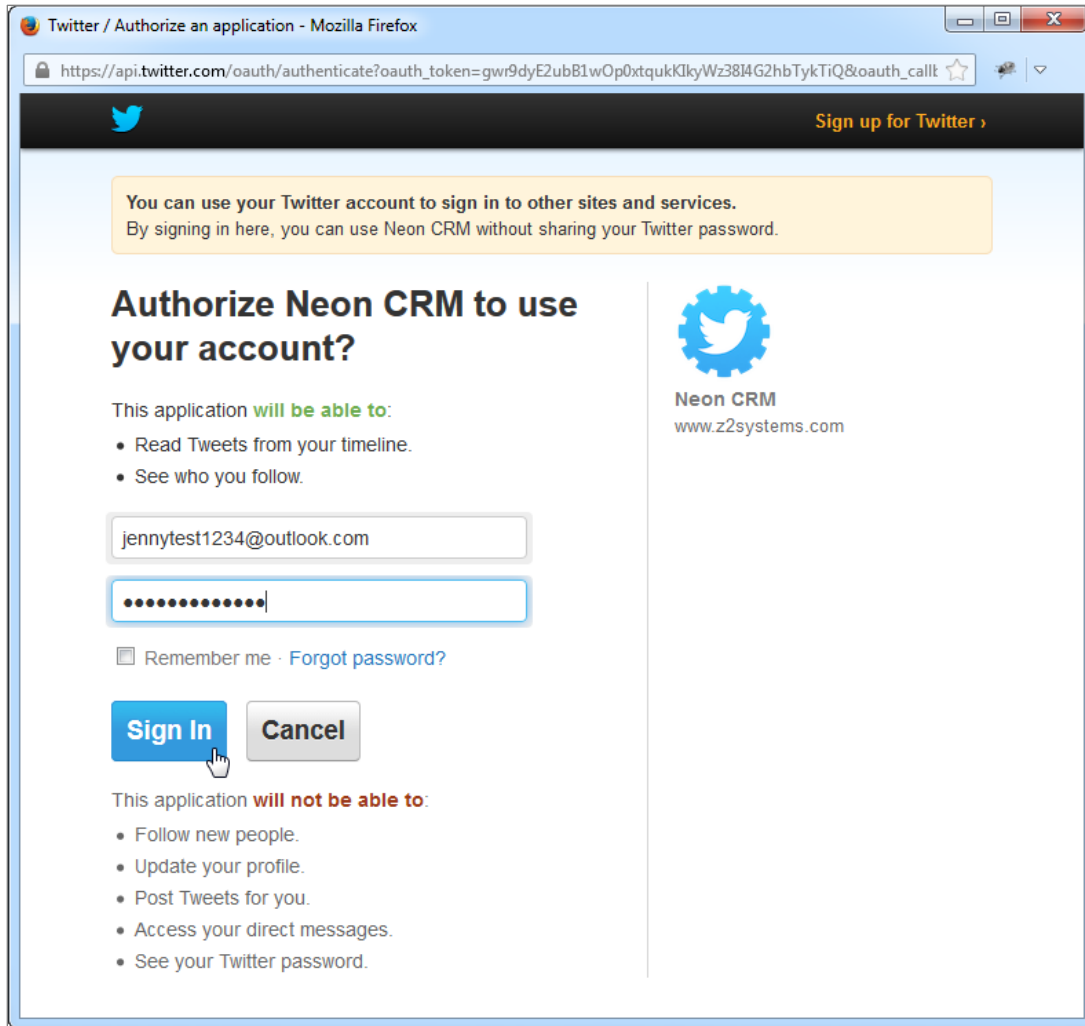 Twitter / Authorize an application - Mozilla Firefox
https://api.twitter.com/oauth/authenticate?oauth_token=gwr9dyE2ubB1wOp0xtqukKIkyWz38I4G2hbTykTiQ&oauth_callb
Sign up for Twitter ›
You can use your Twitter account to sign in to other sites and services.
By signing in here, you can use Neon CRM without sharing your Twitter password.
Authorize Neon CRM to use
your account?
This application will be able to:
• Read Tweets from your timeline.
• See who you follow.
Neon CRM
www.z2systems.com
jennytest1234@outlook.com
•••••••••••••
Remember me · Forgot password?
Sign In Cancel
This application will not be able to:
• Follow new people.
• Update your profile.
• Post Tweets for you.
• Access your direct messages.
• See your Twitter password.